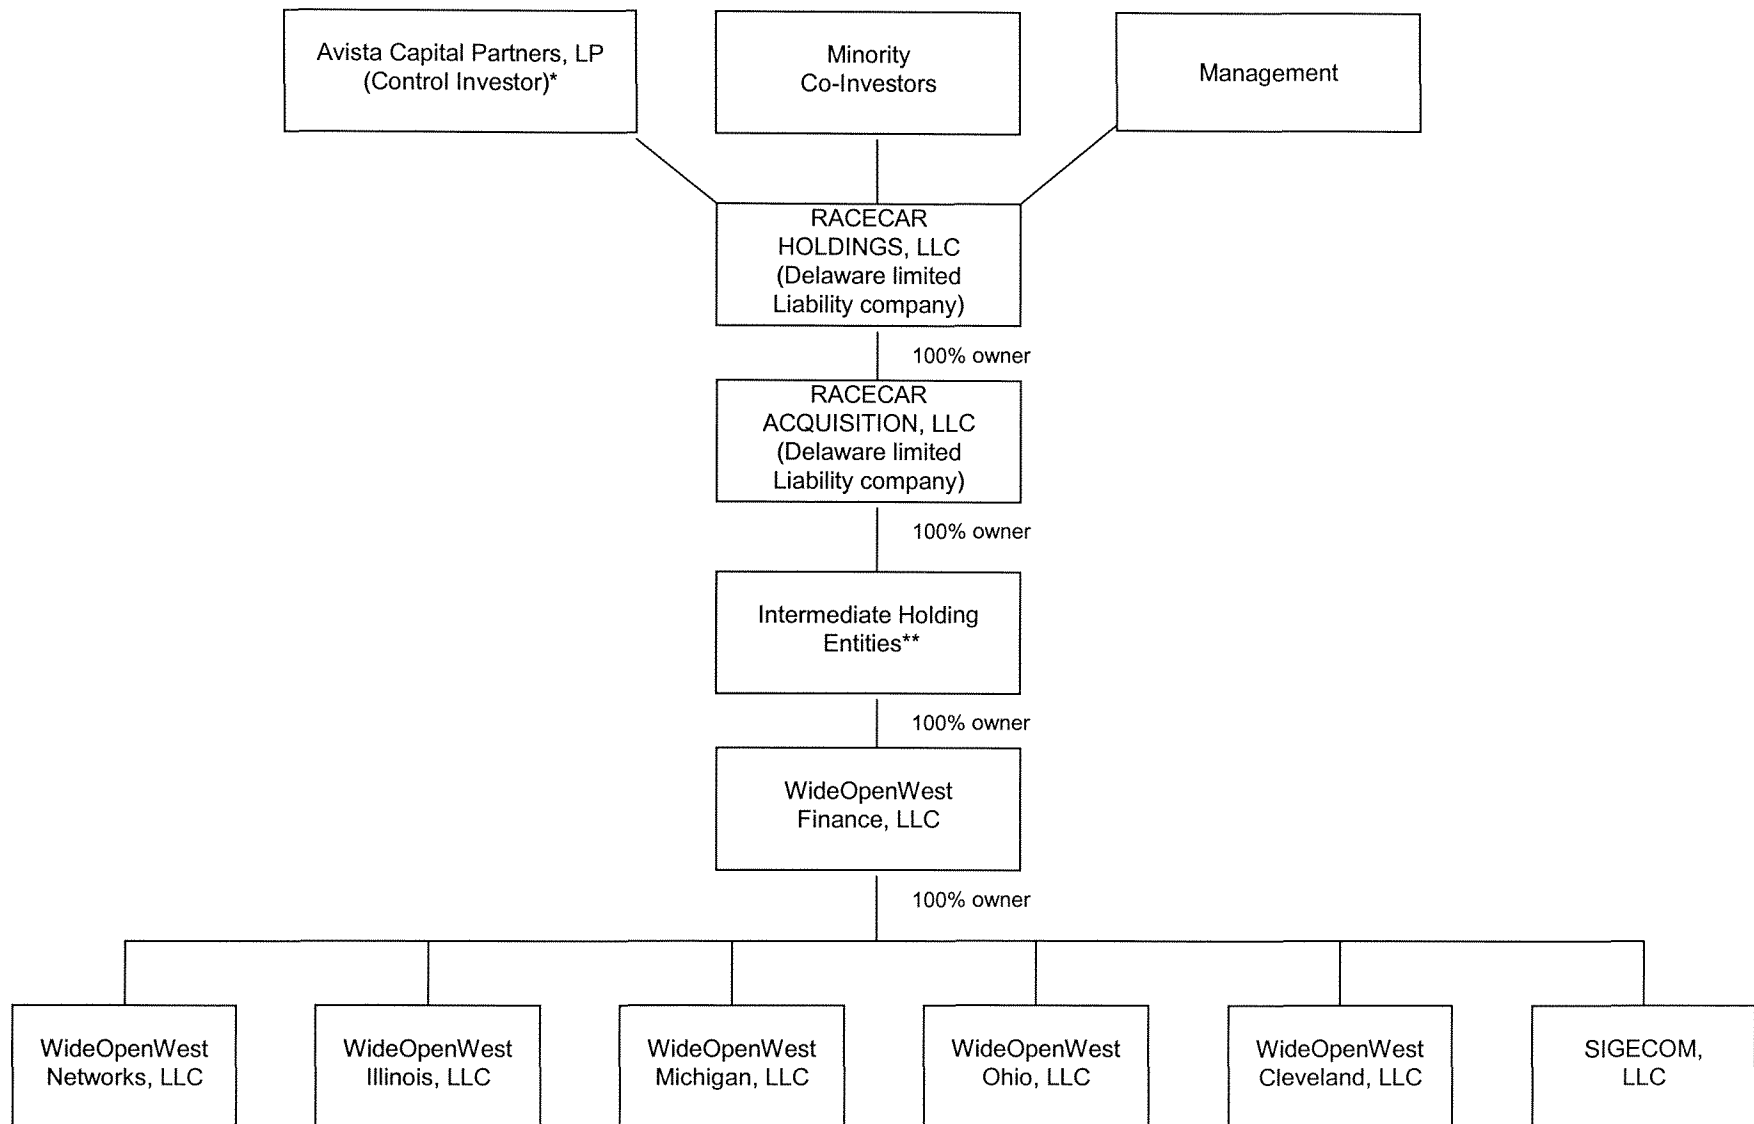 Avista Capital Partners, LP
(Control Investor)*
Minority
Co-Investors
Management
RACECAR
HOLDINGS, LLC
(Delaware limited
Liability company)
100% owner
RACECAR
ACQUISITION, LLC
(Delaware limited
Liability company)
100% owner
Intermediate Holding
Entities**
100% owner
WideOpenWest
Finance, LLC
100% owner
WideOpenWest
Networks, LLC
WideOpenWest
Illinois, LLC
WideOpenWest
Michigan, LLC
WideOpenWest
Ohio, LLC
WideOpenWest
Cleveland, LLC
SIGECOM,
LLC